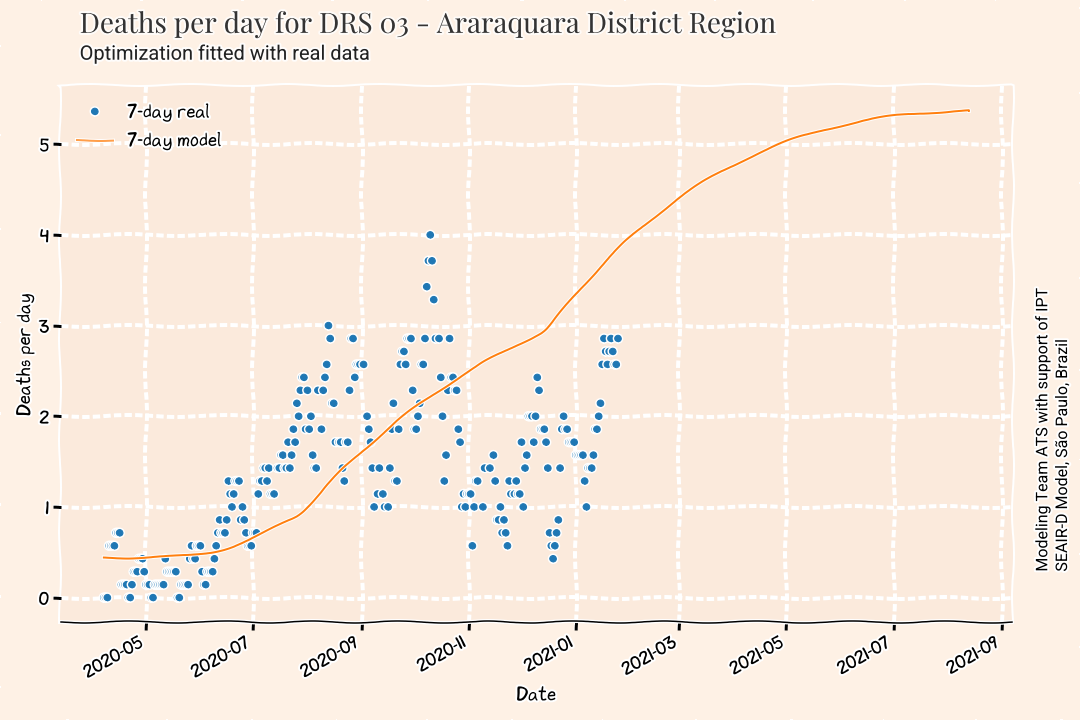 Deaths per day for DRS 03 - Araraquara District Region
Optimization fitted with real data
7-day real
7-day model
5
4
3
2
1
0
Deaths per day
2020-05
2020-07
2020-09
2020-11
2021-01
2021-03
2021-05
2021-07
2021-09
Date
Modeling Team ATS with support of IPT
SEAIR-D Model, São Paulo, Brazil